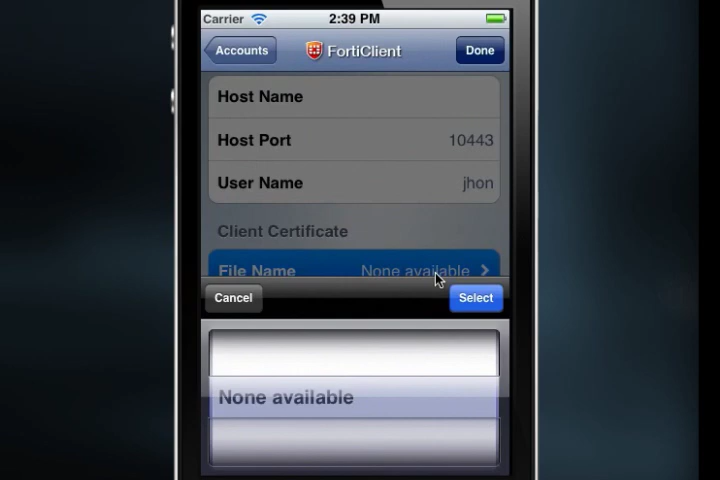 Carrier 2:39 PM
Accounts FortiClient Done
Host Name
Host Port 10443
User Name jhon
Client Certificate
File Name None available
Cancel Select
None available